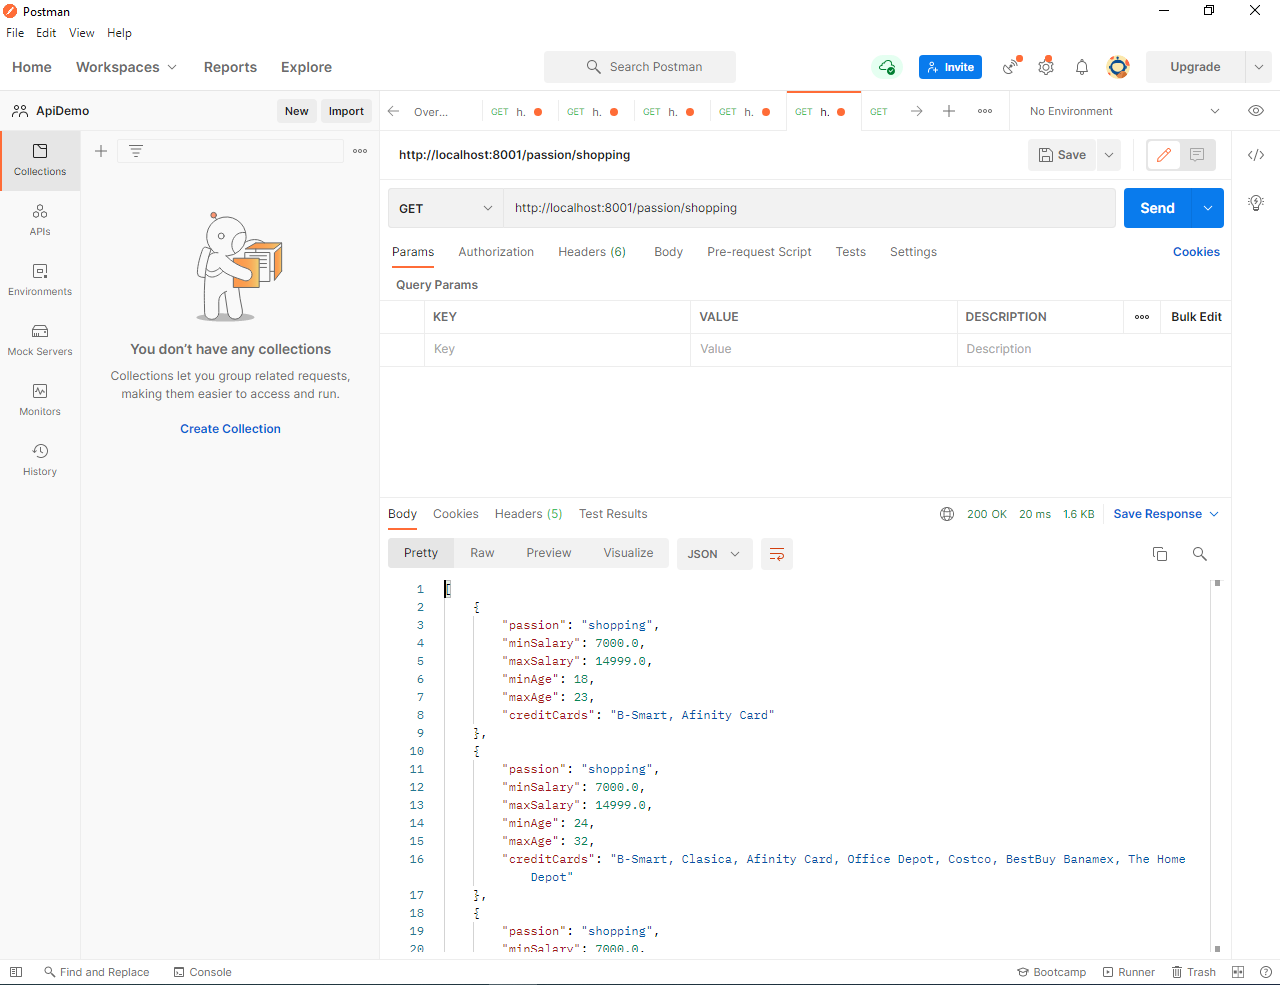 Postman
File Edit View Help
Home Workspaces Reports Explore
Search Postman
Invite
Upgrade
ApiDemo
New Import
Over...
GET h.
GET h.
GET h.
GET h.
GET h.
GET
No Environment
Collections
APIs
Environments
Mock Servers
Monitors
History
You don't have any collections
Collections let you group related requests,
making them easier to access and run.
Create Collection
http://localhost:8001/passion/shopping
Save
GET
http://localhost:8001/passion/shopping
Send
Params Authorization Headers (6) Body Pre-request Script Tests Settings Cookies
Query Params
KEY VALUE DESCRIPTION Bulk Edit
Key Value Description
Body Cookies Headers (5) Test Results
200 OK 20 ms 1.6 KB Save Response
Pretty Raw Preview Visualize JSON
1 [
2 {
3 "passion": "shopping",
4 "minSalary": 7000.0,
5 "maxSalary": 14999.0,
6 "minAge": 18,
7 "maxAge": 23,
8 "creditCards": "B-Smart, Afinity Card"
9 },
10 {
11 "passion": "shopping",
12 "minSalary": 7000.0,
13 "maxSalary": 14999.0,
14 "minAge": 24,
15 "maxAge": 32,
16 "creditCards": "B-Smart, Clasica, Afinity Card, Office Depot, Costco, BestBuy Banamex, The Home
Depot"
17 },
18 {
19 "passion": "shopping",
20 "minSalary": 7000.0,
Find and Replace Console
Bootcamp Runner Trash